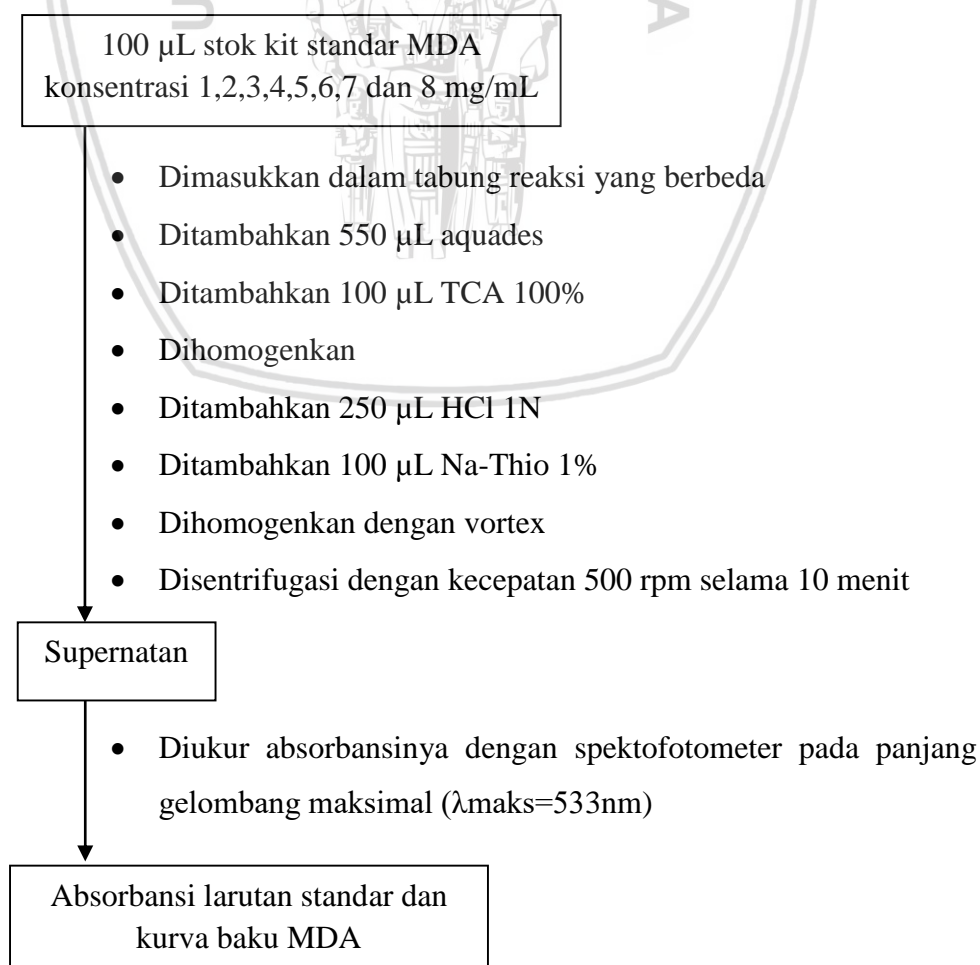 100 µL stok kit standar MDA
konsentrasi 1,2,3,4,5,6,7 dan 8 mg/mL
• Dimasukkan dalam tabung reaksi yang berbeda
• Ditambahkan 550 µL aquades
• Ditambahkan 100 µL TCA 100%
• Dihomogenkan
• Ditambahkan 250 µL HCl 1N
• Ditambahkan 100 µL Na-Thio 1%
• Dihomogenkan dengan vortex
• Disentrifugasi dengan kecepatan 500 rpm selama 10 menit
Supernatan
• Diukur absorbansinya dengan spektofotometer pada panjang
gelombang maksimal (λmaks=533nm)
Absorbansi larutan standar dan
kurva baku MDA